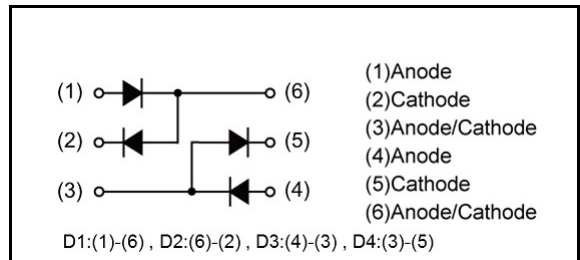 (1) (6) (1)Anode
(2)Cathode
(2) (5) (3)Anode/Cathode
(4)Anode
(3) (4) (5)Cathode
(6)Anode/Cathode
D1:(1)-(6) , D2:(6)-(2) , D3:(4)-(3) , D4:(3)-(5)